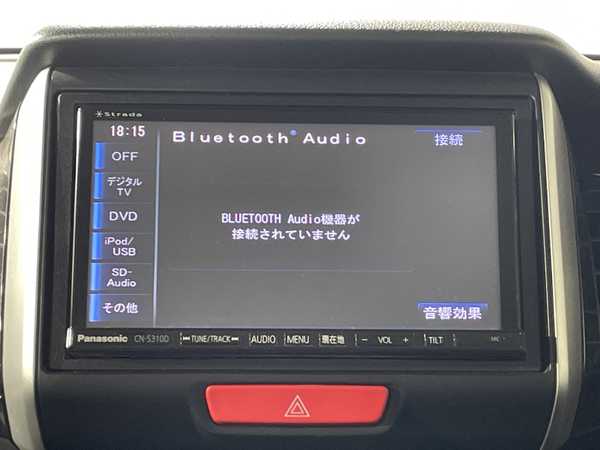 Strada
18:15
Bluetooth® Audio
接続
OFF
デジタル
TV
DVD
iPod/
USB
SD-
Audio
その他
BLUETOOTH Audio機器が
接続されていません
音響効果
Panasonic CN-S310D TUNE/TRACK AUDIO MENU 現在地 − VOL + TILT